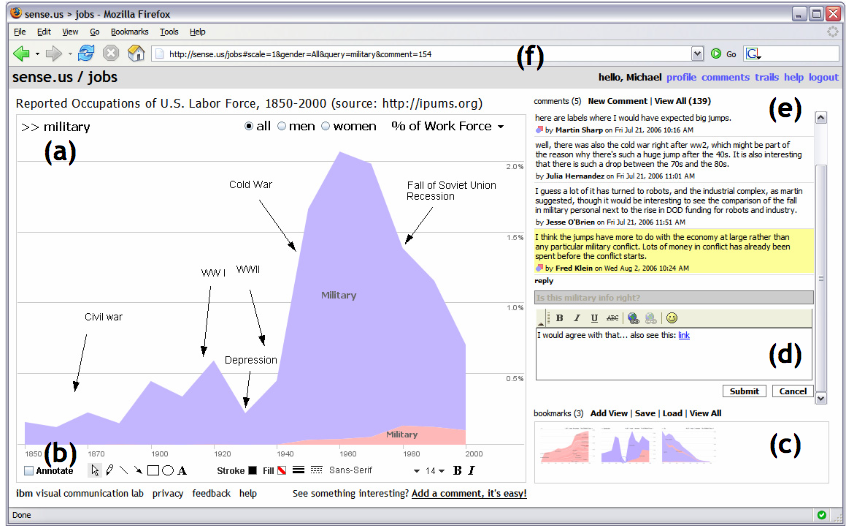 sense.us > jobs - Mozilla Firefox
File Edit View Go Bookmarks Tools Help
http://sense.us/jobs#scale=1&gender=All&query=military&comment=154
Go
G
(f)
sense.us / jobs
hello, Michael profile comments trails help logout
Reported Occupations of U.S. Labor Force, 1850-2000 (source: http://ipums.org)
>> military
all men women
% of Work Force
(a)
2.0%
Cold War
Fall of Soviet Union
Recession
1.5%
WW I
WWII
Military
1.0%
Civil war
Depression
0.5%
Military
1850 1870 1900 1920 1940 1960 1980 2000
(b)
Annotate
A
Stroke Fill
Sans-Serif
14
B I
ibm visual communication lab privacy feedback help
See something interesting? Add a comment, it's easy!
comments (5) New Comment | View All (139)
(e)
here are labels where I would have expected big jumps.
by Martin Sharp on Fri Jul 21, 2006 10:16 AM
well, there was also the cold war right after ww2, which might be part of
the reason why there's such a huge jump after the 40s. It is also interesting
that there is such a drop between the 70s and the 80s.
by Julia Hernandez on Fri Jul 21, 2006 11:01 AM
I guess a lot of it has turned to robots, and the industrial complex, as martin
suggested, though it would be interesting to see the comparison of the fall
in military personel next to the rise in DOD funding for robots and industry.
by Jesse O'Brien on Fri Jul 21, 2006 11:51 AM
I think the jumps have more to do with the economy at large rather than
any particular military conflict. Lots of money in conflict has already been
spent before the conflict starts.
by Fred Klein on Wed Aug 2, 2006 10:24 AM
reply
Is this military info right?
B I U ABC
I would agree with that... also see this: link
(d)
Submit Cancel
bookmarks (3) Add View | Save | Load | View All
(c)
Done